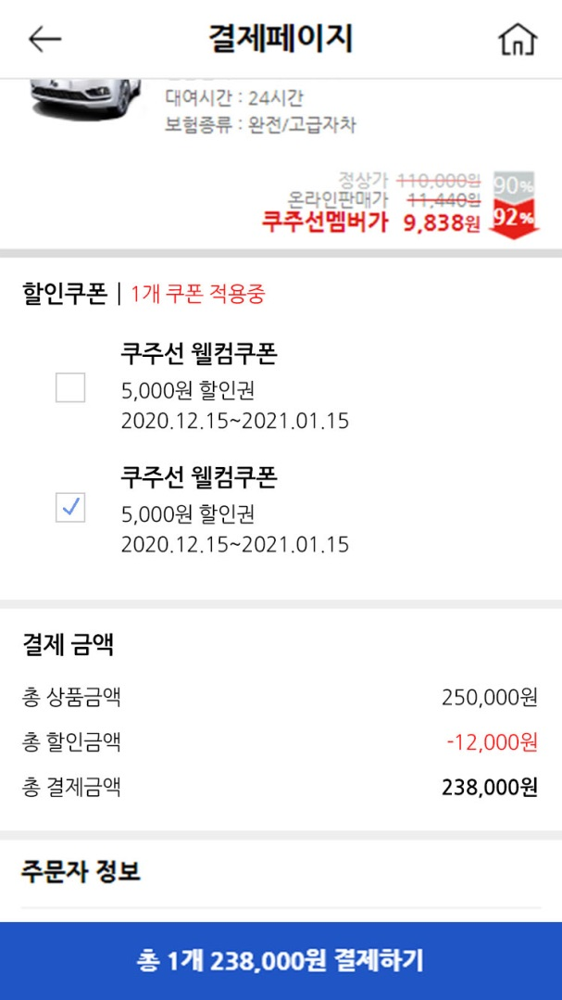 결제페이지
대여시간 : 24시간
보험종류 : 완전/고급자차
정상가 110,000원 90%
온라인판매가 11,440원
쿠주선멤버가 9,838원 92%
할인쿠폰 | 1개 쿠폰 적용중
쿠주선 웰컴쿠폰
5,000원 할인권
2020.12.15~2021.01.15
쿠주선 웰컴쿠폰
5,000원 할인권
2020.12.15~2021.01.15
결제 금액
총 상품금액 250,000원
총 할인금액 -12,000원
총 결제금액 238,000원
주문자 정보
총 1개 238,000원 결제하기